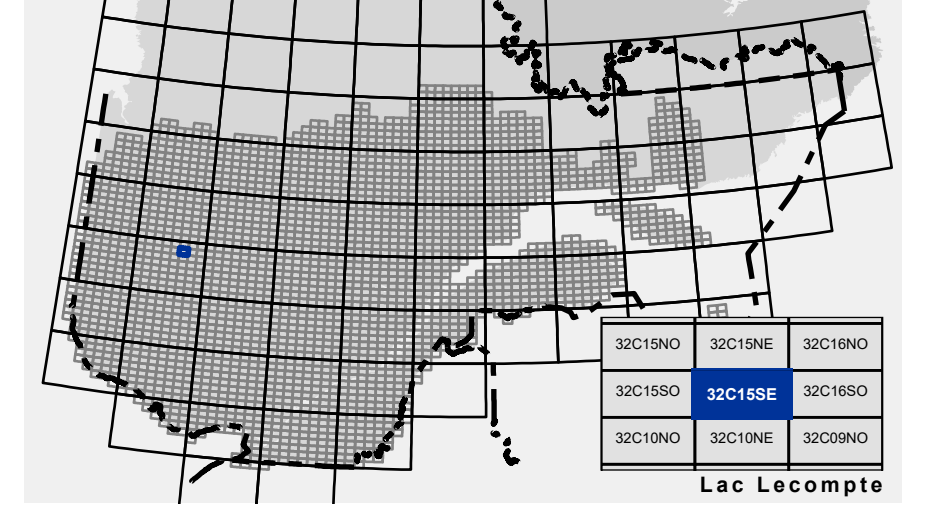 32C15NO 32C15NE 32C16NO
32C15SO 32C15SE 32C16SO
32C10NO 32C10NE 32C09NO
Lac Lecompte